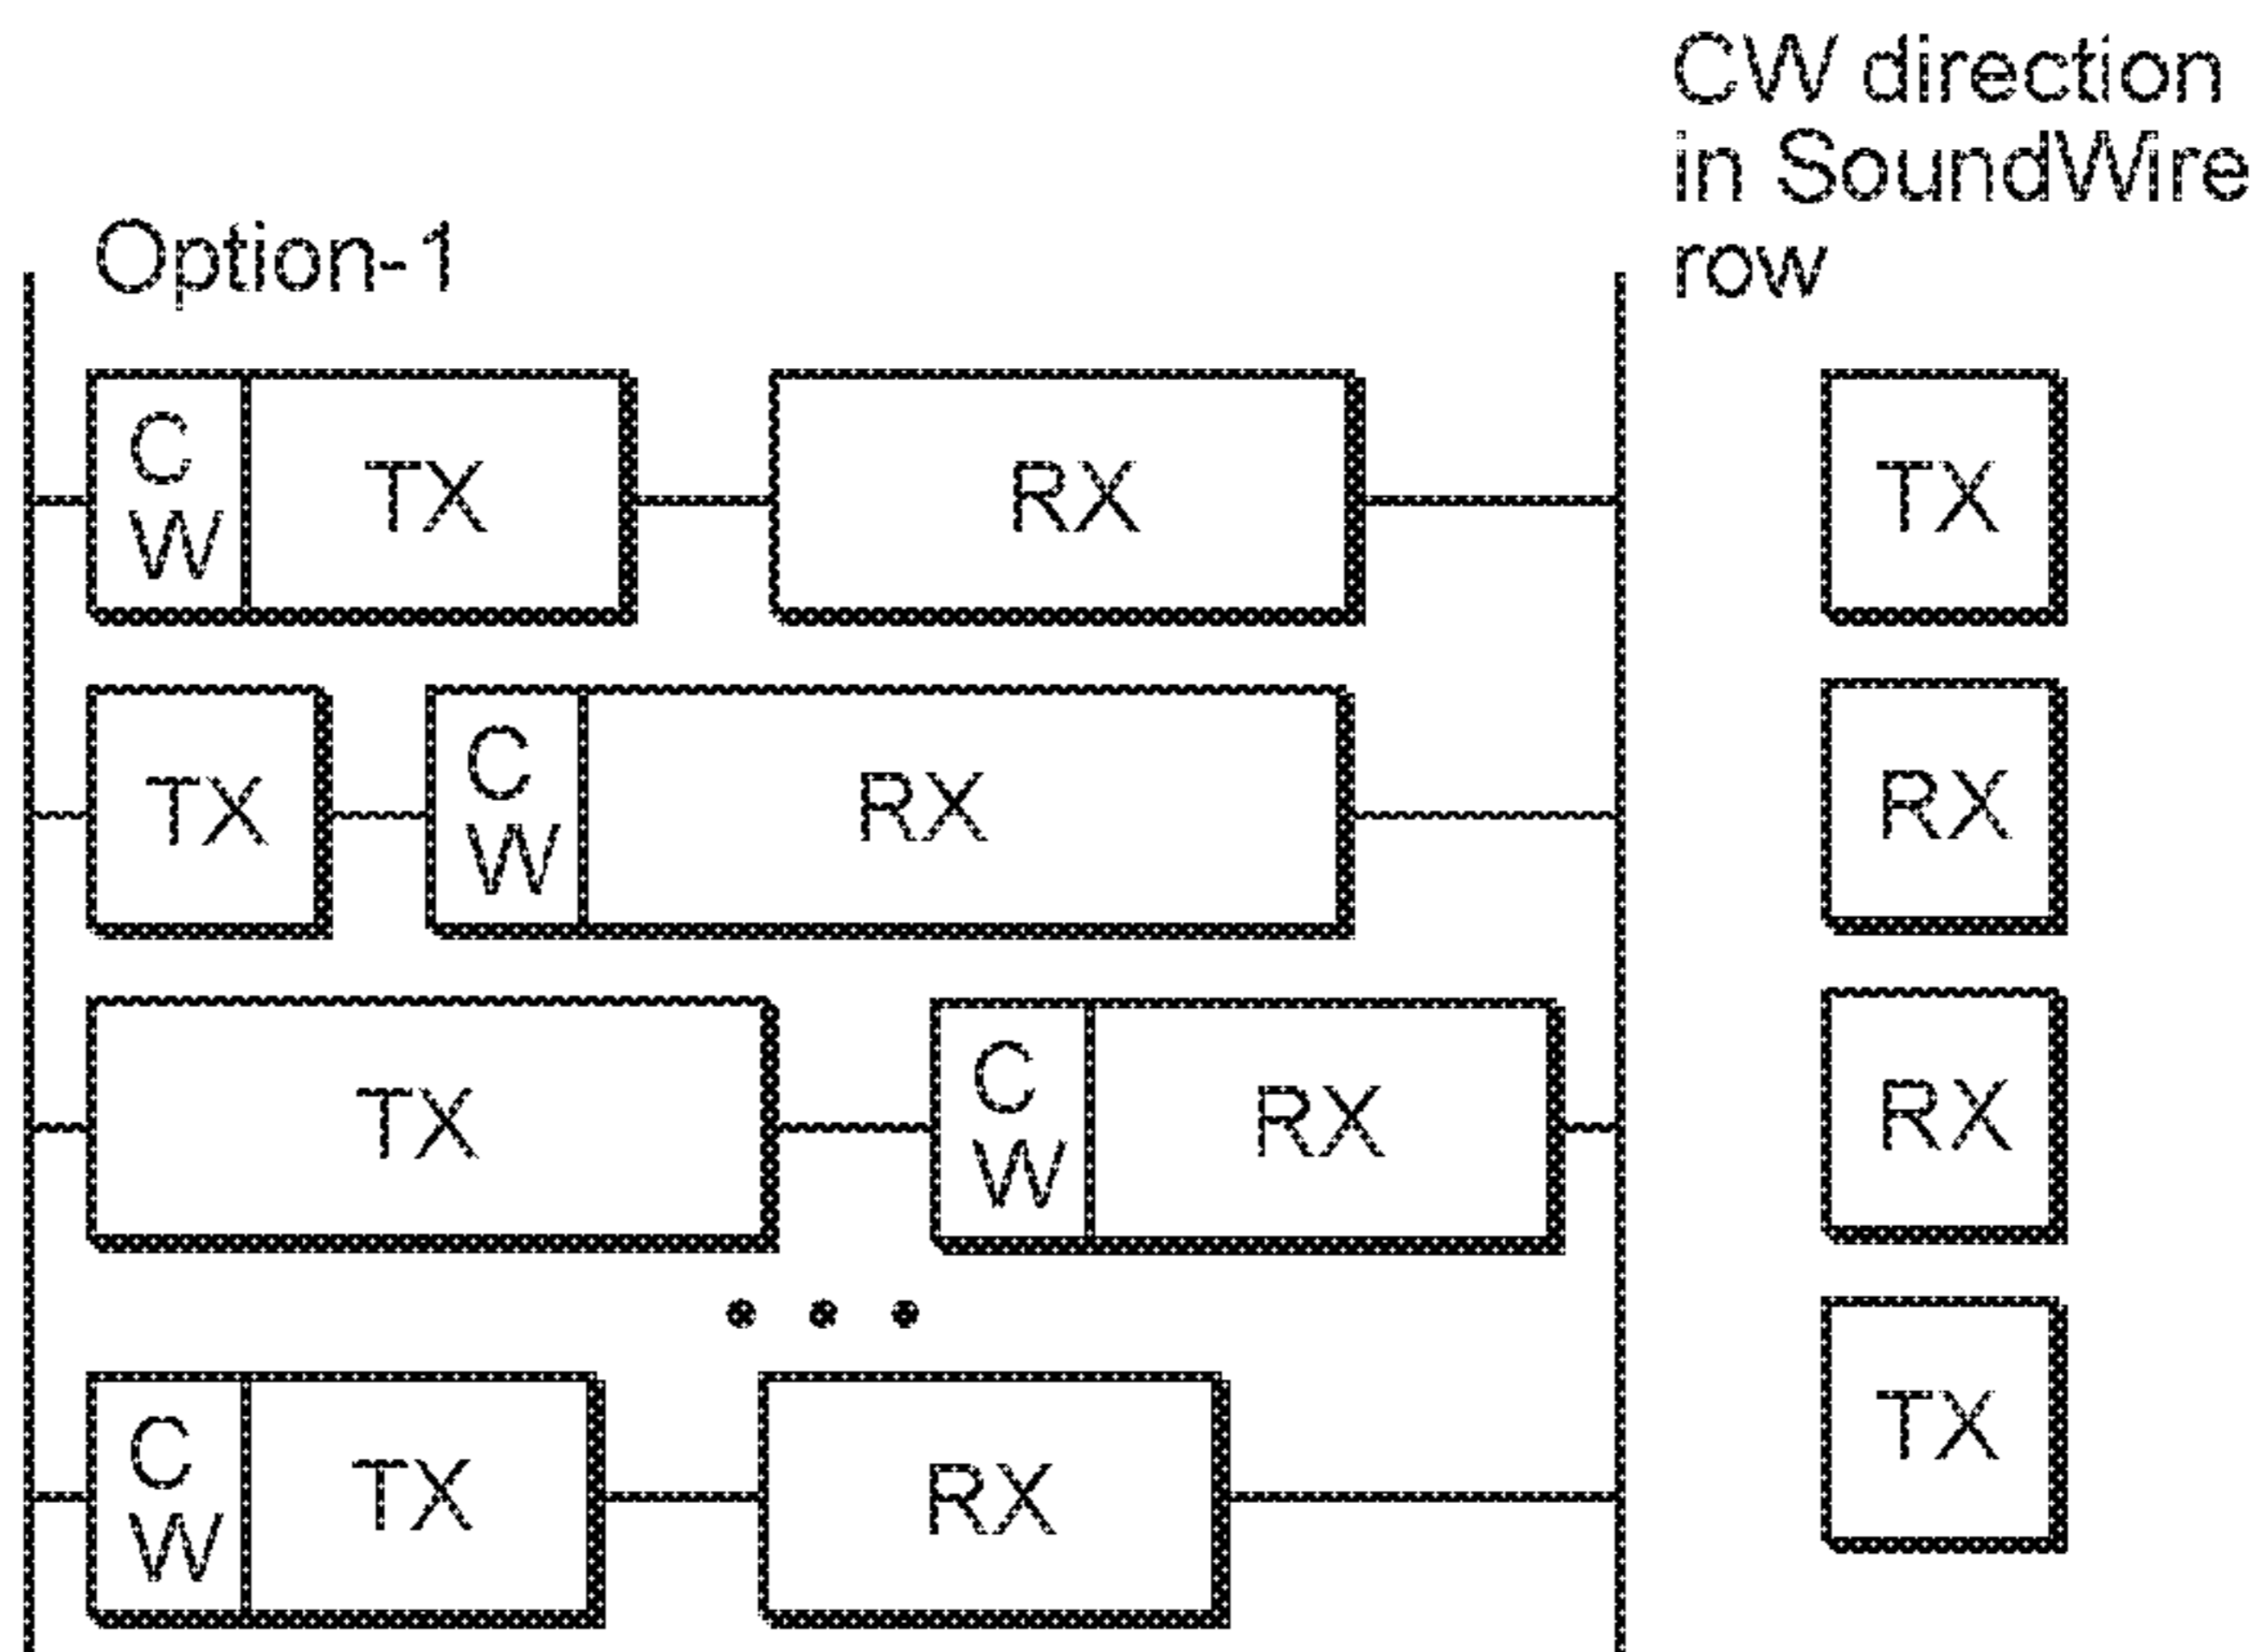 CW direction
in SoundWire
row
Option-1
C
W
TX
RX
TX
TX
C
W
RX
RX
TX
C
W
RX
RX
C
W
TX
RX
TX